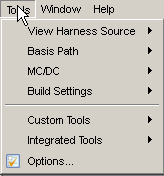 Tools Window Help
View Harness Source
Basis Path
MC/DC
Build Settings
Custom Tools
Integrated Tools
Options...